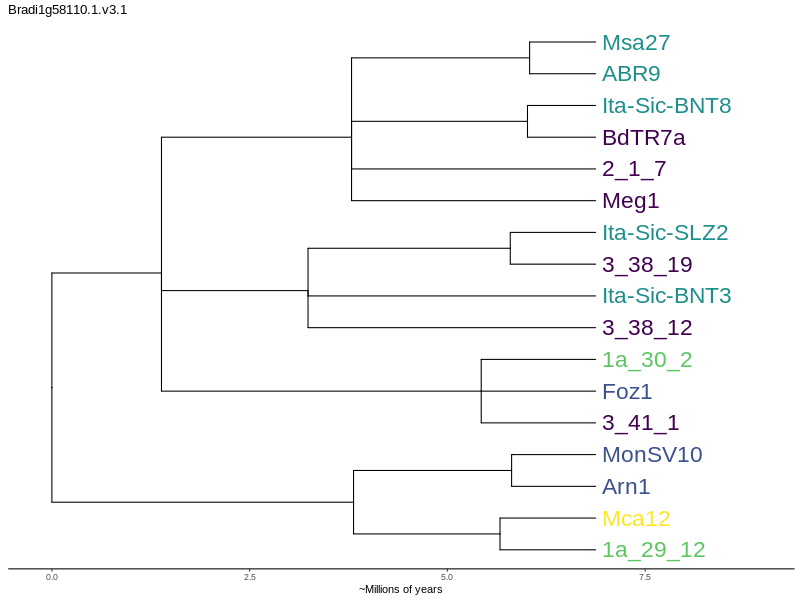 Bradi1g58110.1.v3.1
Msa27
ABR9
Ita-Sic-BNT8
BdTR7a
2_1_7
Meg1
Ita-Sic-SLZ2
3_38_19
Ita-Sic-BNT3
3_38_12
1a_30_2
Foz1
3_41_1
MonSV10
Arn1
Mca12
1a_29_12
0.0 2.5 5.0 7.5
~Millions of years